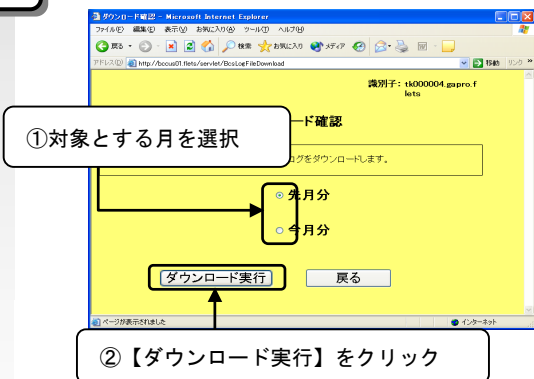 ダウンロード確認 - Microsoft Internet Explorer
ファイル(F) 編集(E) 表示(V) お気に入り(A) ツール(T) ヘルプ(H)
戻る 検索 お気に入り メディア
アドレス(D) http://bccus01.flets/servlet/BcsLogFileDownload 移動 リンク »
識別子: tk000004.gapro.f
lets
ード確認
①対象とする月を選択
ログをダウンロードします。
先月分
今月分
ダウンロード実行 戻る
ページが表示されました インターネット
②【ダウンロード実行】をクリック